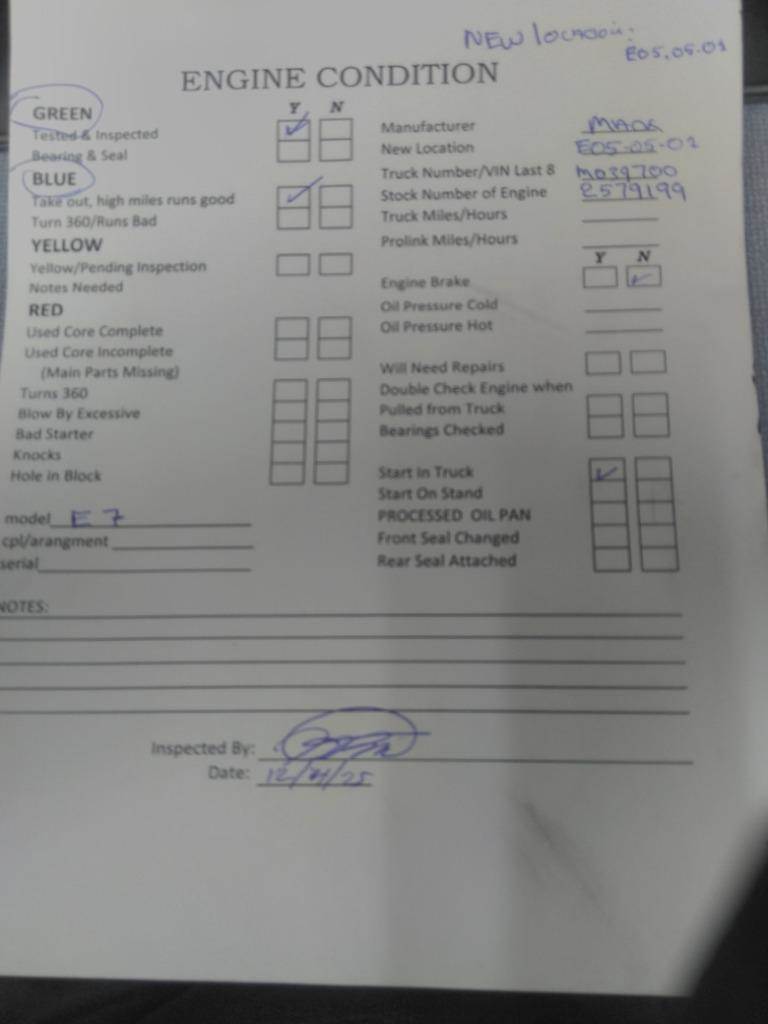 NEW location:
E05.05.01
ENGINE CONDITION
Y N
GREEN
Tested & Inspected
Bearing & Seal
BLUE
Take out, high miles runs good
Turn 360/Runs Bad
YELLOW
Yellow/Pending Inspection
Notes Needed
RED
Used Core Complete
Used Core Incomplete
(Main Parts Missing)
Turns 360
Blow By Excessive
Bad Starter
Knocks
Hole in Block
model E7
cpl/arangment
serial
Manufacturer MACK
New Location E05-05-01
Truck Number/VIN Last 8 M039700
Stock Number of Engine 2579199
Truck Miles/Hours
Prolink Miles/Hours
Y N
Engine Brake
Oil Pressure Cold
Oil Pressure Hot
Will Need Repairs
Double Check Engine when
Pulled from Truck
Bearings Checked
Start In Truck
Start On Stand
PROCESSED OIL PAN
Front Seal Changed
Rear Seal Attached
NOTES:
Inspected By:
Date: